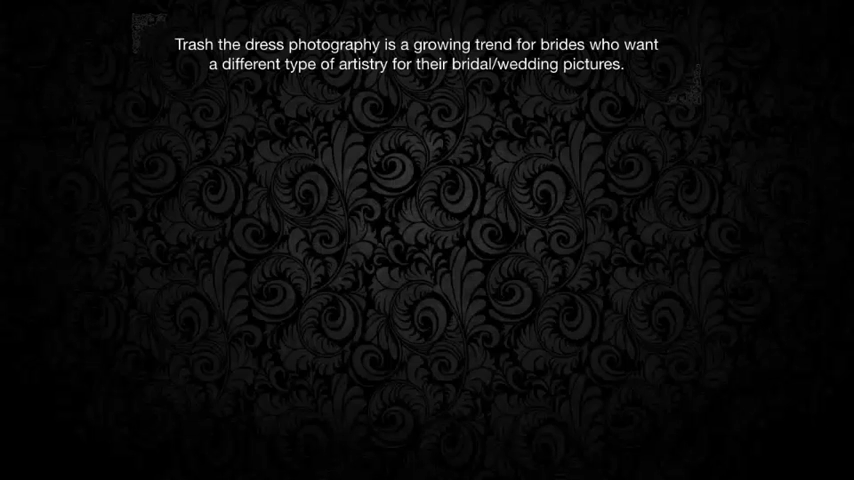 Trash the dress photography is a growing trend for brides who want
a different type of artistry for their bridal/wedding pictures.